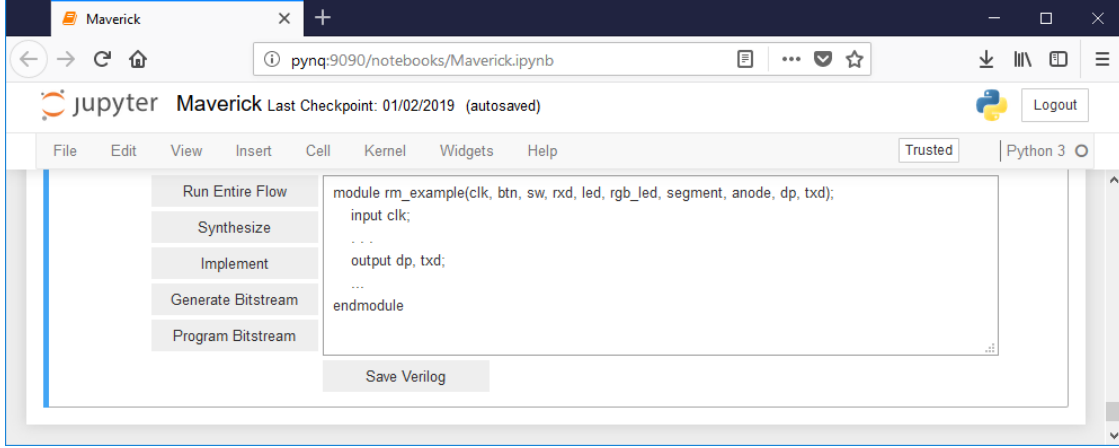 Maverick
pynq:9090/notebooks/Maverick.ipynb
jupyter Maverick Last Checkpoint: 01/02/2019 (autosaved) Logout
File Edit View Insert Cell Kernel Widgets Help Trusted Python 3
Run Entire Flow
Synthesize
Implement
Generate Bitstream
Program Bitstream
module rm_example(clk, btn, sw, rxd, led, rgb_led, segment, anode, dp, txd);
input clk;
. . .
output dp, txd;
...
endmodule
Save Verilog